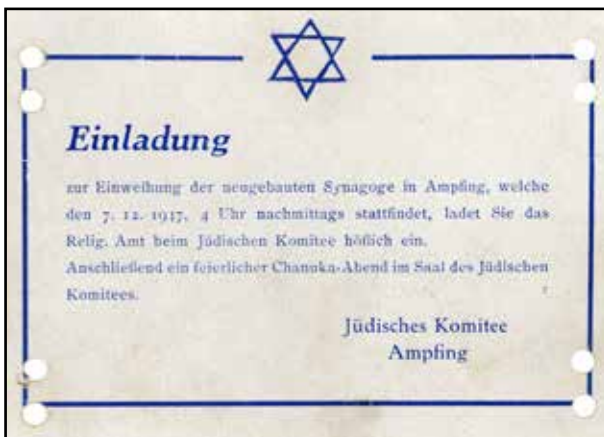 Einladung
zur Einweihung der neugebauten Synagoge in Ampfing, welche
den 7. 12. 1947, 4 Uhr nachmittags stattfindet, ladet Sie das
Relig. Amt beim Jüdischen Komitee höflich ein.
Anschließend ein feierlicher Chanuka-Abend im Saal des Jüdischen
Komitees.
Jüdisches Komitee
Ampfing